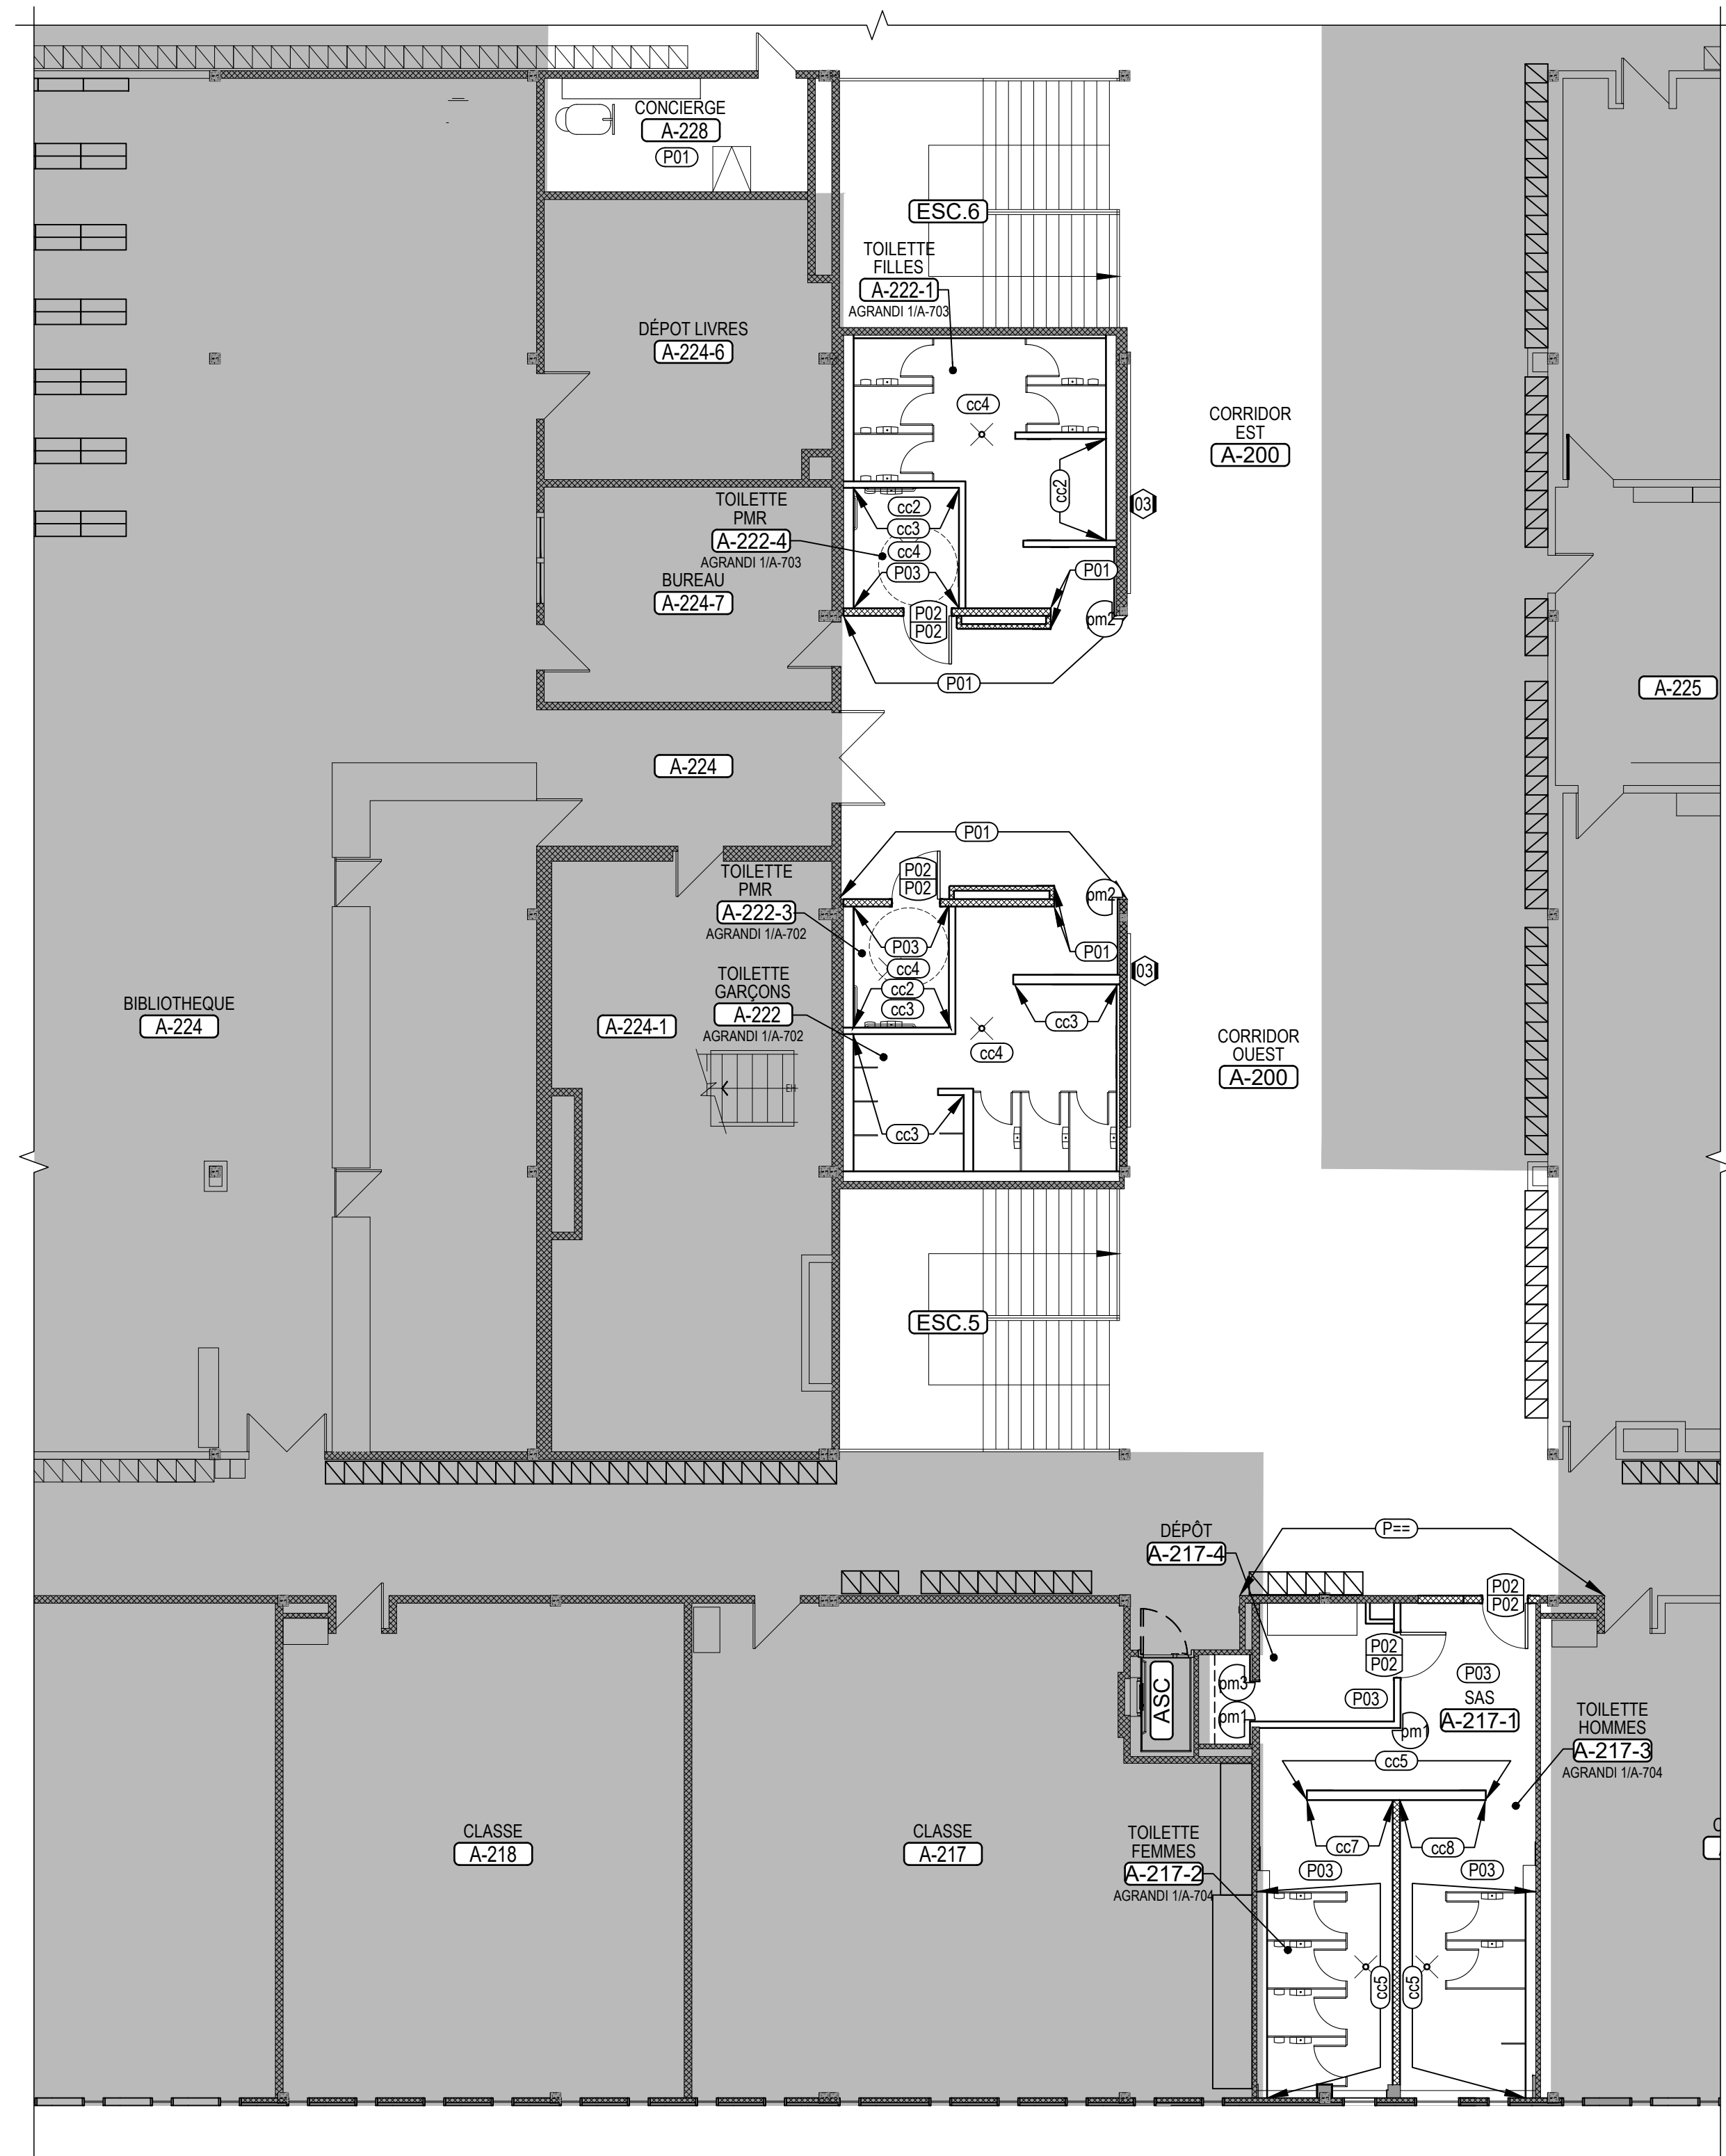 CONCIERGE
A-228
P01
ESC.6
TOILETTE
FILLES
A-222-1
AGRANDI 1/A-703
DÉPOT LIVRES
A-224-6
cc4
CORRIDOR
EST
A-200
cc2
03
TOILETTE
PMR
A-222-4
AGRANDI 1/A-703
cc2
cc3
cc4
P03
P01
BUREAU
A-224-7
P02
P02
pm2
P01
A-225
A-224
P01
P02
P02
pm2
TOILETTE
PMR
A-222-3
AGRANDI 1/A-702
P03
cc4
cc2
cc3
P01
03
TOILETTE
GARÇONS
A-222
AGRANDI 1/A-702
cc3
cc4
BIBLIOTHEQUE
A-224
A-224-1
CORRIDOR
OUEST
A-200
EH
cc3
ESC.5
DÉPÔT
A-217-4
P==
P02
P02
P02
P02
P03
SAS
A-217-1
P03
pm3
pm1
pm1
ASC
TOILETTE
HOMMES
A-217-3
AGRANDI 1/A-704
cc5
CLASSE
A-218
CLASSE
A-217
TOILETTE
FEMMES
A-217-2
AGRANDI 1/A-704
cc7
cc8
P03
P03
cc5
cc5